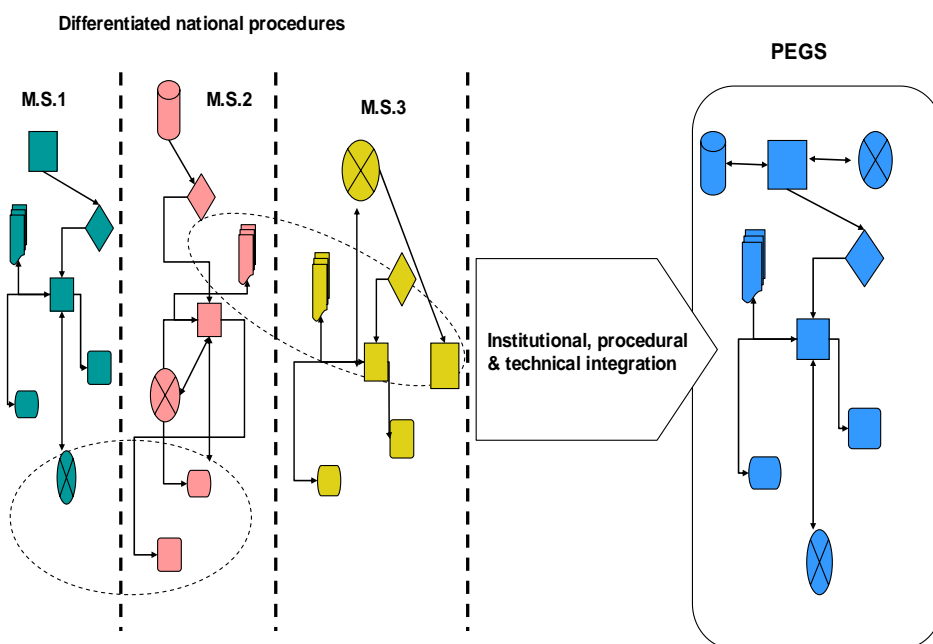 Differentiated national procedures
PEGS
M.S.1
M.S.2
M.S.3
Institutional, procedural
& technical integration